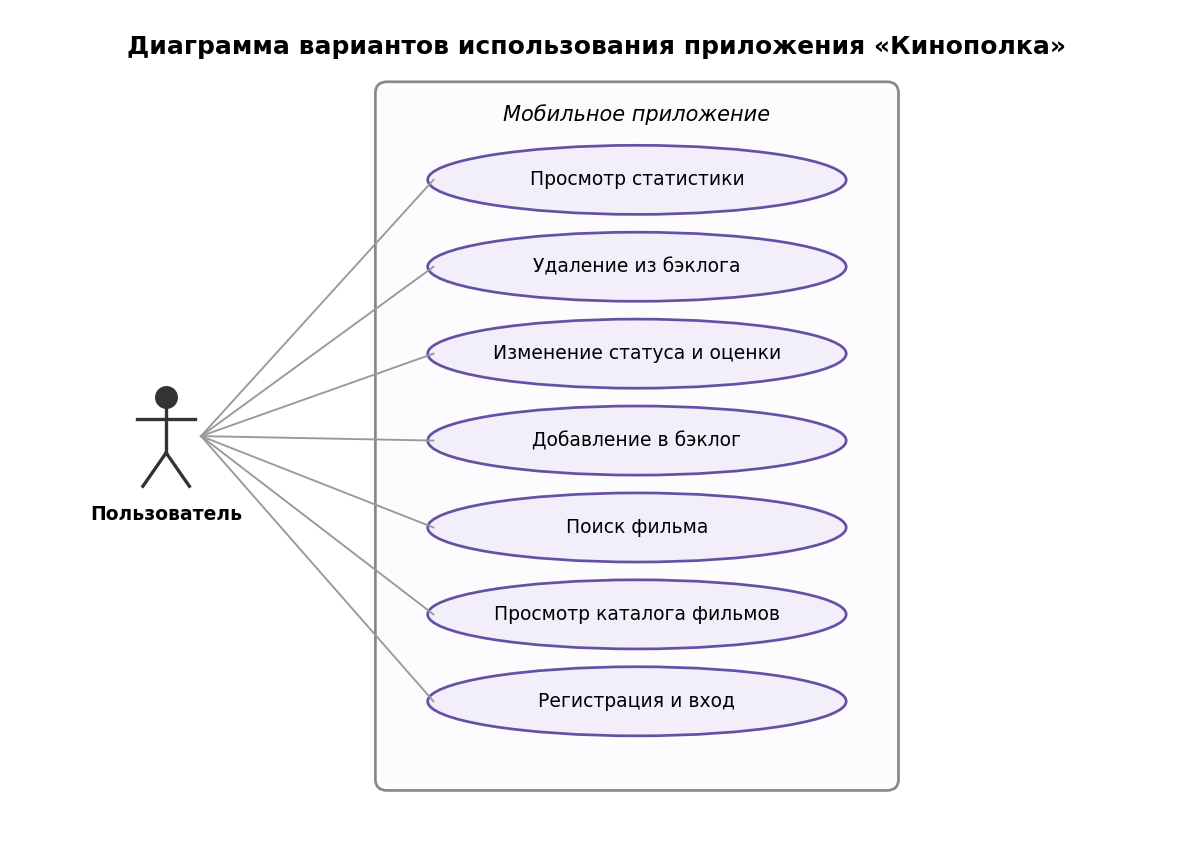 Диаграмма вариантов использования приложения «Кинополка»
Мобильное приложение
Просмотр статистики
Удаление из бэклога
Изменение статуса и оценки
Добавление в бэклог
Пользователь
Поиск фильма
Просмотр каталога фильмов
Регистрация и вход